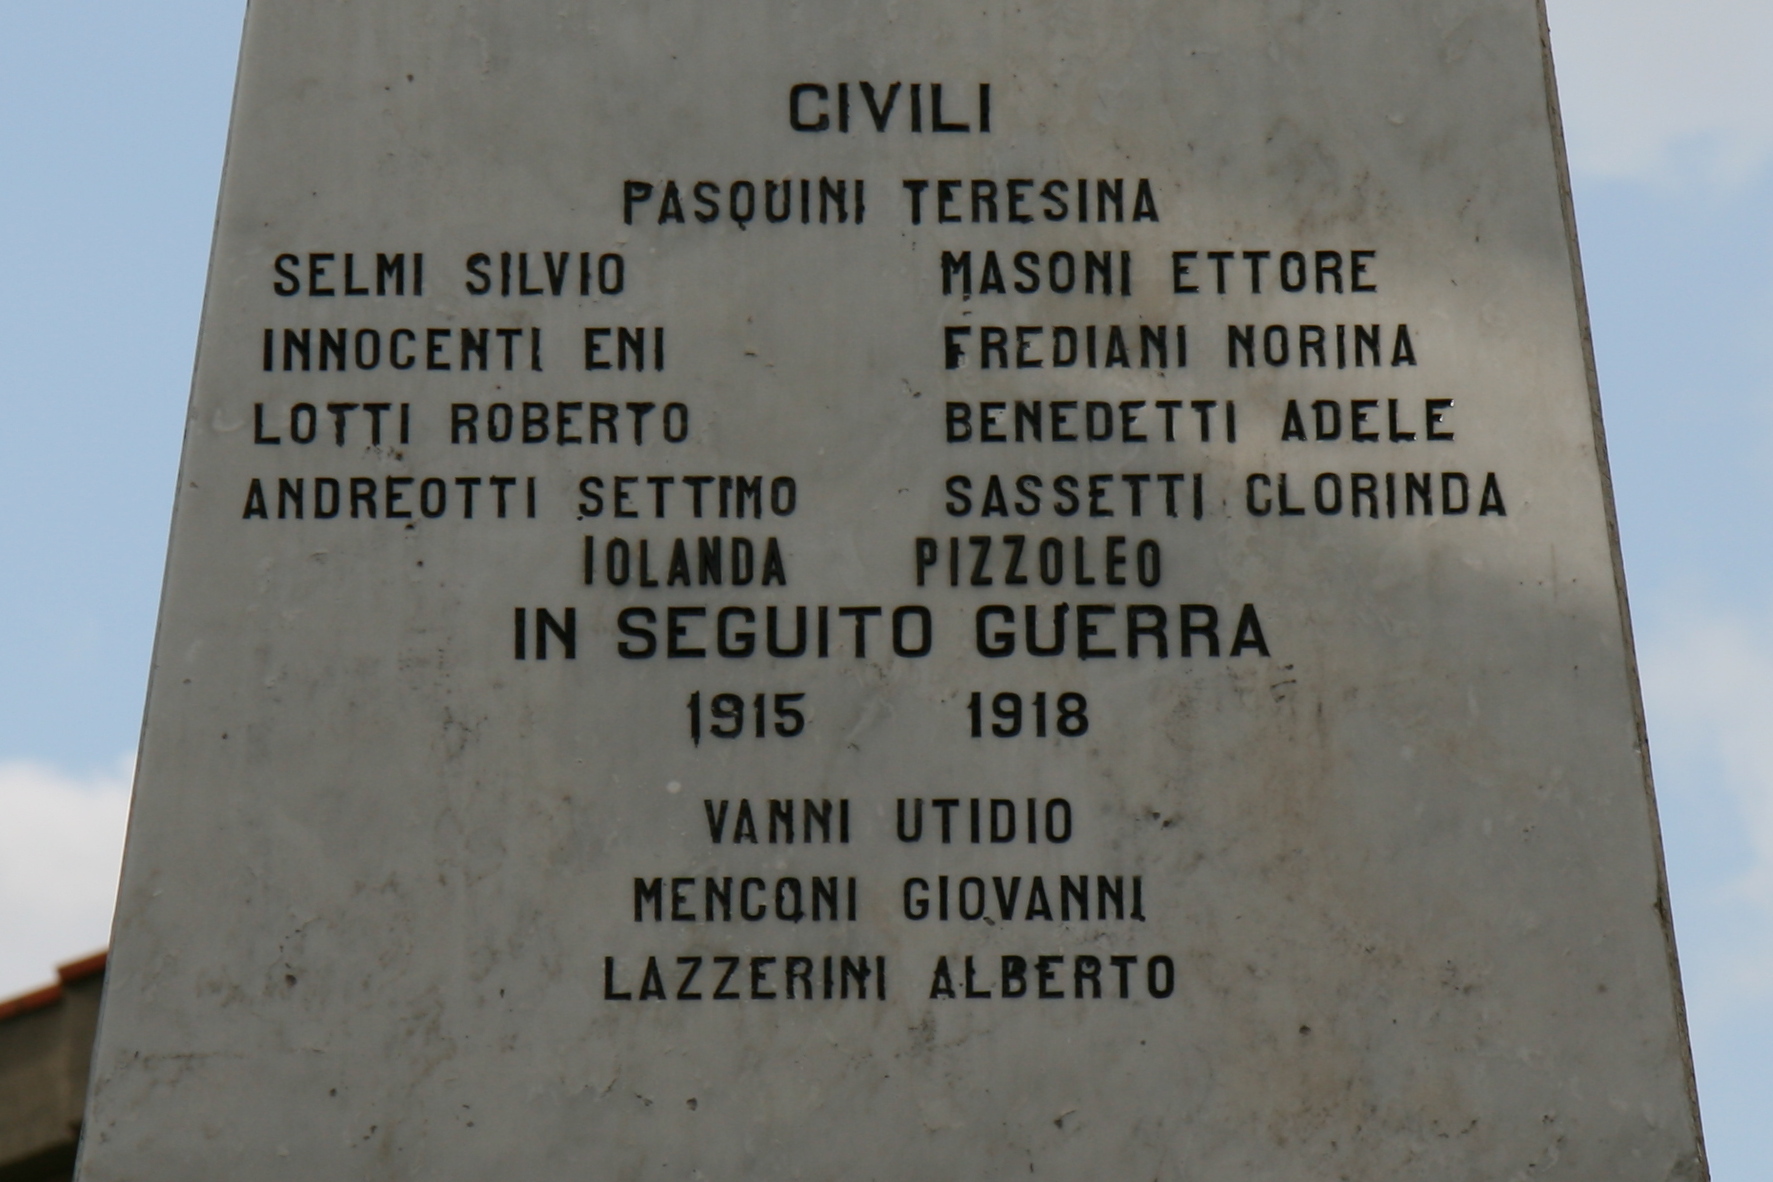 CIVILI
PASQUINI TERESINA
SELMI SILVIO MASONI ETTORE
INNOCENTI ENI FREDIANI NORINA
LOTTI ROBERTO BENEDETTI ADELE
ANDREOTTI SETTIMO SASSETTI CLORINDA
IOLANDA PIZZOLEO
IN SEGUITO GUERRA
1915 1918
VANNI UTIDIO
MENCONI GIOVANNI
LAZZERINI ALBERTO